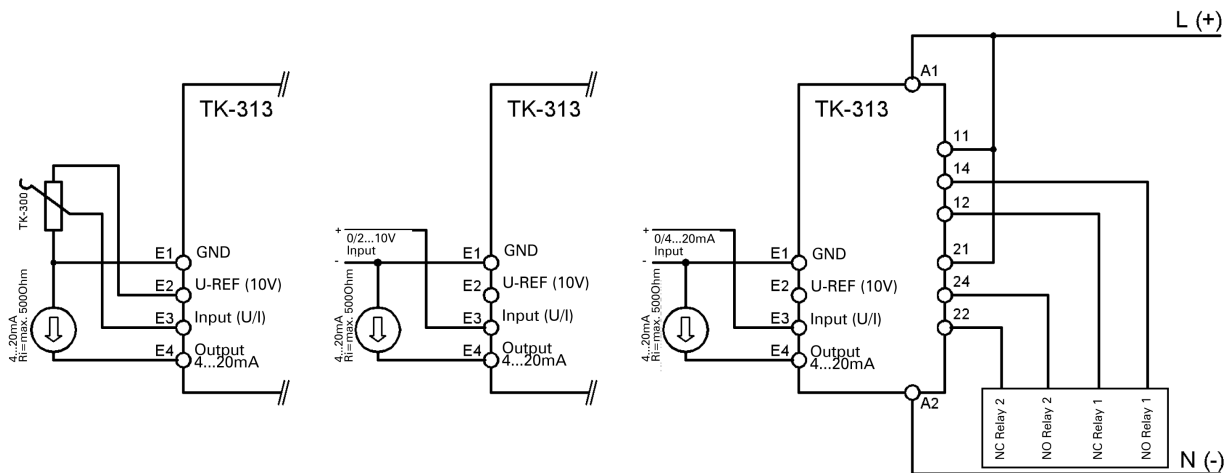 TK-313
TK-300
E1
GND
E2
U-REF (10V)
E3
Input (U/I)
E4
Output
4...20mA
4...20mA
Ri=max. 500Ohm
TK-313
+
0/2...10V
Input
-
E1
GND
E2
U-REF (10V)
E3
Input (U/I)
E4
Output
4...20mA
4...20mA
Ri=max. 500Ohm
L (+)
A1
TK-313
+
0/4...20mA
Input
-
E1
GND
E2
U-REF (10V)
E3
Input (U/I)
E4
Output
4...20mA
4...20mA
Ri=max. 500Ohm
11
14
12
21
24
22
A2
NC Relay 2
NO Relay 2
NC Relay 1
NO Relay 1
N (-)